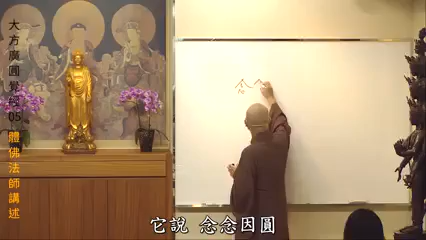 大方廣圓覺經05 體佛法師講述
念
它說 念念因圓